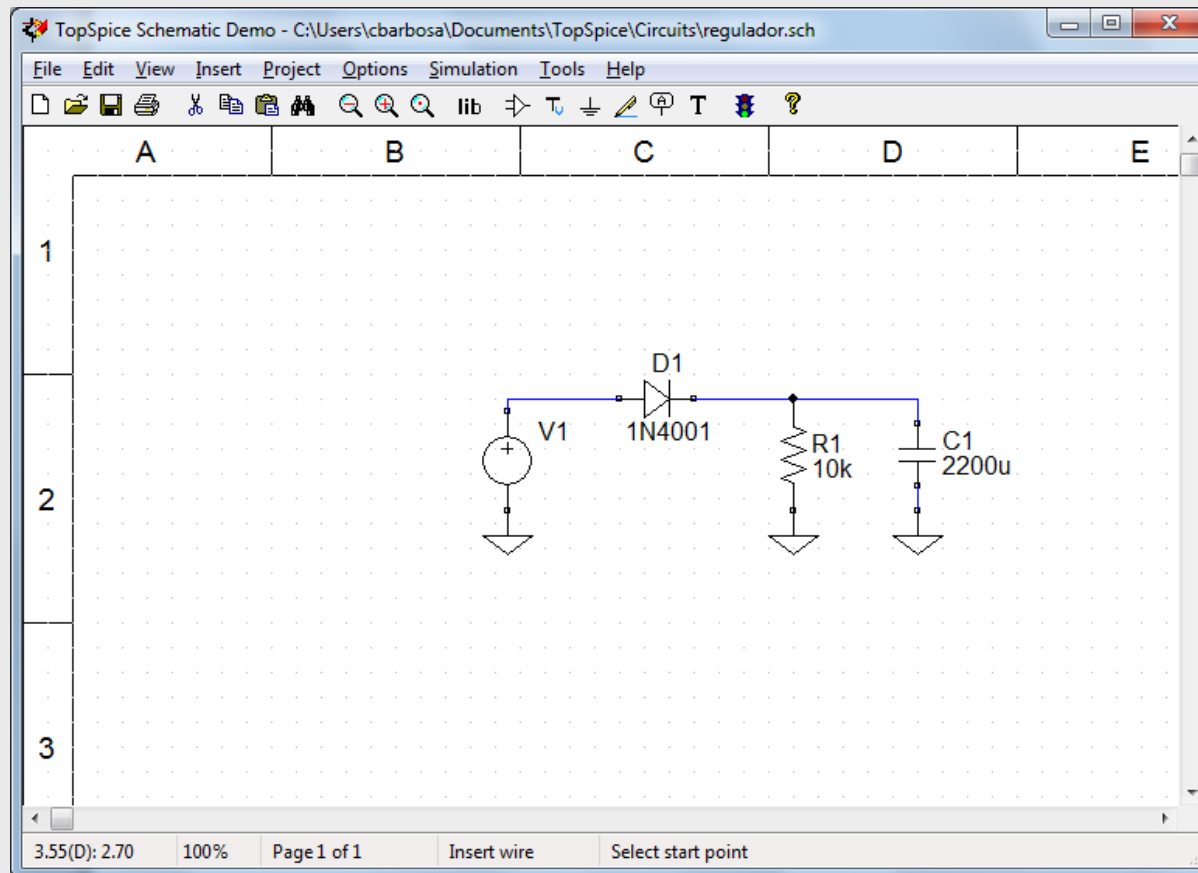 TopSpice Schematic Demo - C:\Users\cbarbosa\Documents\TopSpice\Circuits\regulador.sch
File Edit View Insert Project Options Simulation Tools Help
lib A T ?
A B C D E
1
D1
V1
1N4001
R1
10k
C1
2200u
2
3
3.55(D): 2.70 100% Page 1 of 1 Insert wire Select start point